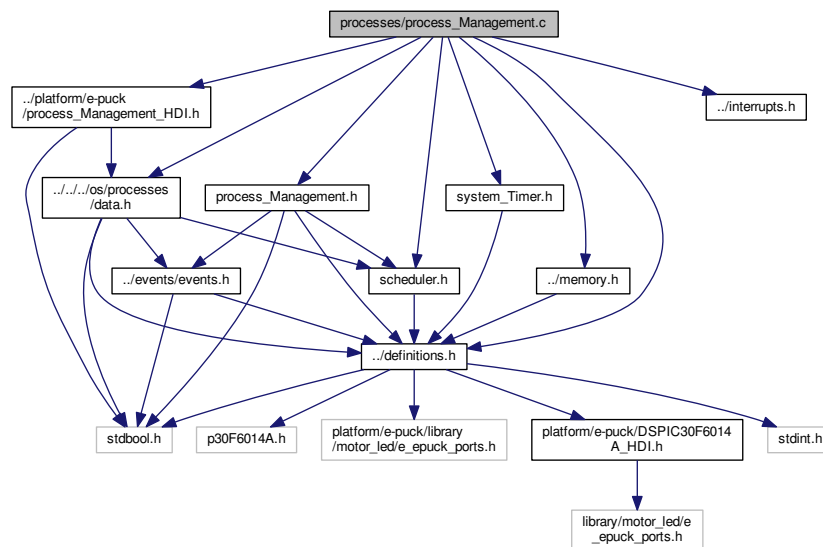 processes/process_Management.c
../platform/e-puck
/process_Management_HDI.h
../interrupts.h
../../../os/processes
/data.h
process_Management.h
system_Timer.h
../events/events.h
scheduler.h
../memory.h
../definitions.h
stdbool.h
p30F6014A.h
platform/e-puck/library
/motor_led/e_epuck_ports.h
platform/e-puck/DSPIC30F6014
A_HDI.h
stdint.h
library/motor_led/e
_epuck_ports.h